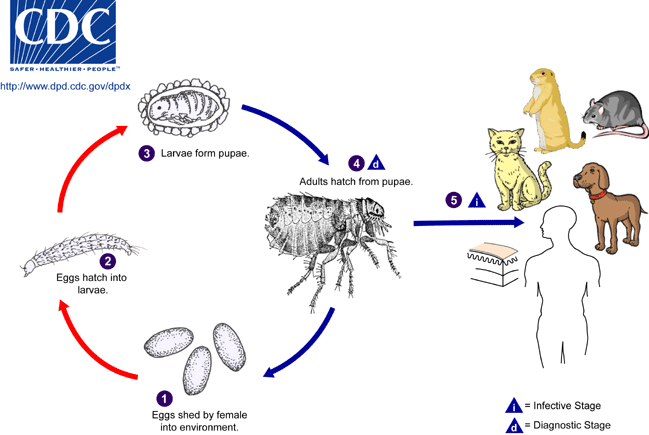 CDC
SAFER • HEALTHIER • PEOPLE™
http://www.dpd.cdc.gov/dpdx
3 Larvae form pupae.
4 d
Adults hatch from pupae.
5 i
2
Eggs hatch into
larvae.
1
Eggs shed by female
into environment.
i = Infective Stage
d = Diagnostic Stage